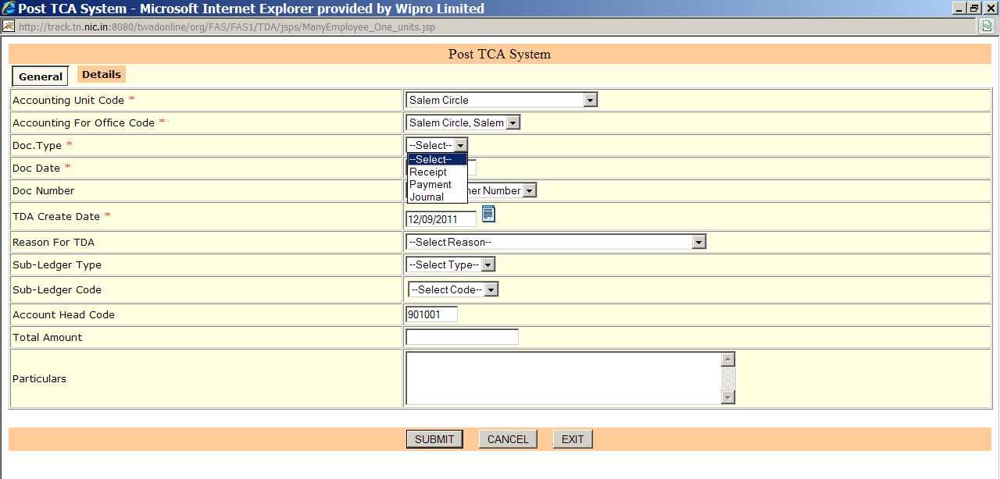 Post TCA System - Microsoft Internet Explorer provided by Wipro Limited
http://track.tn.nic.in:8080/twadonline/org/FAS/FAS1/TDA/jsps/ManyEmployee_One_units.jsp
Post TCA System
General Details
Accounting Unit Code * Salem Circle
Accounting For Office Code * Salem Circle, Salem
Doc.Type * --Select--
--Select--
Receipt
Payment
Journal
Doc Date *
Doc Number Number
TDA Create Date * 12/09/2011
Reason For TDA --Select Reason--
Sub-Ledger Type --Select Type--
Sub-Ledger Code --Select Code--
Account Head Code 901001
Total Amount
Particulars
SUBMIT CANCEL EXIT